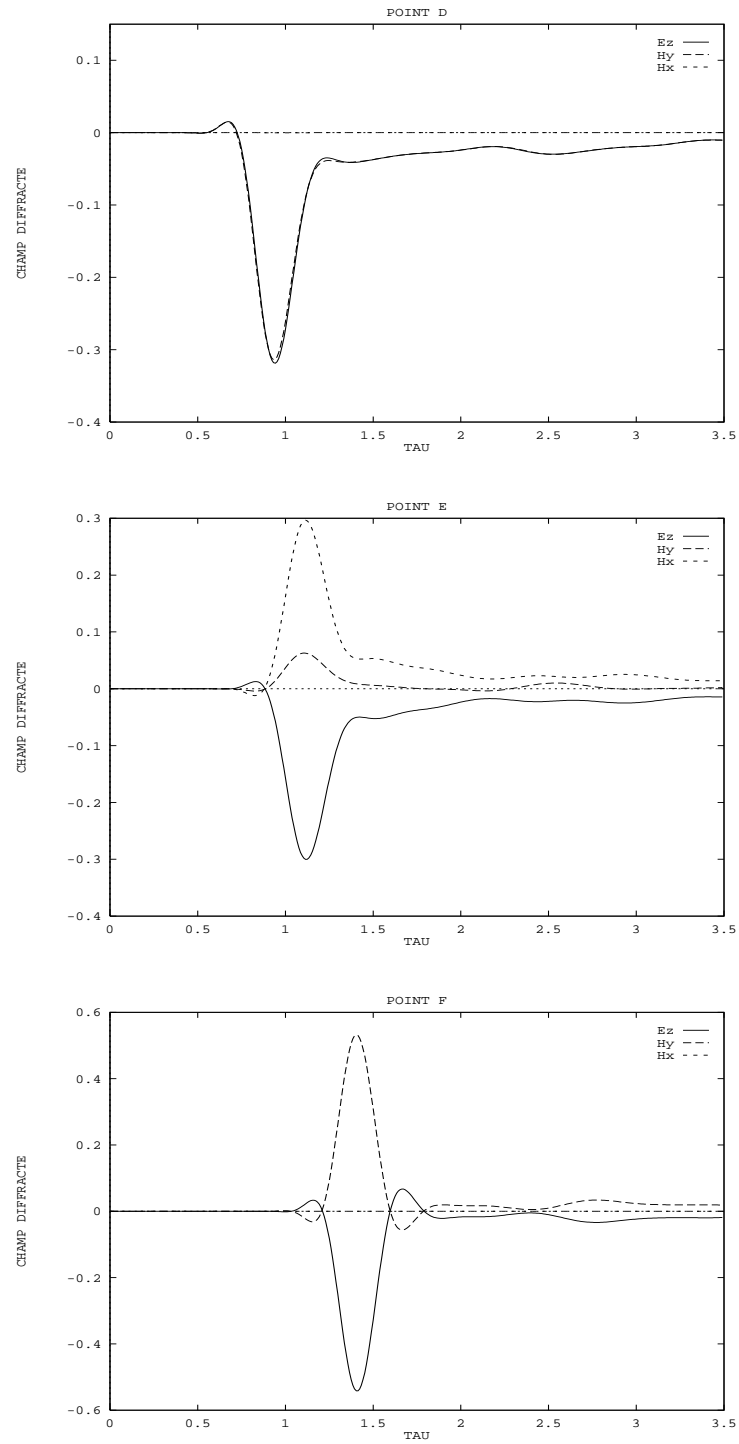 POINT D
Ez
Hy
Hx
0.1
0
-0.1
-0.2
-0.3
-0.4
CHAMP DIFFRACTE
0 0.5 1 1.5 2 2.5 3 3.5
TAU
POINT E
Ez
Hy
Hx
0.3
0.2
0.1
0
-0.1
-0.2
-0.3
-0.4
CHAMP DIFFRACTE
0 0.5 1 1.5 2 2.5 3 3.5
TAU
POINT F
Ez
Hy
Hx
0.6
0.4
0.2
0
-0.2
-0.4
-0.6
CHAMP DIFFRACTE
0 0.5 1 1.5 2 2.5 3 3.5
TAU